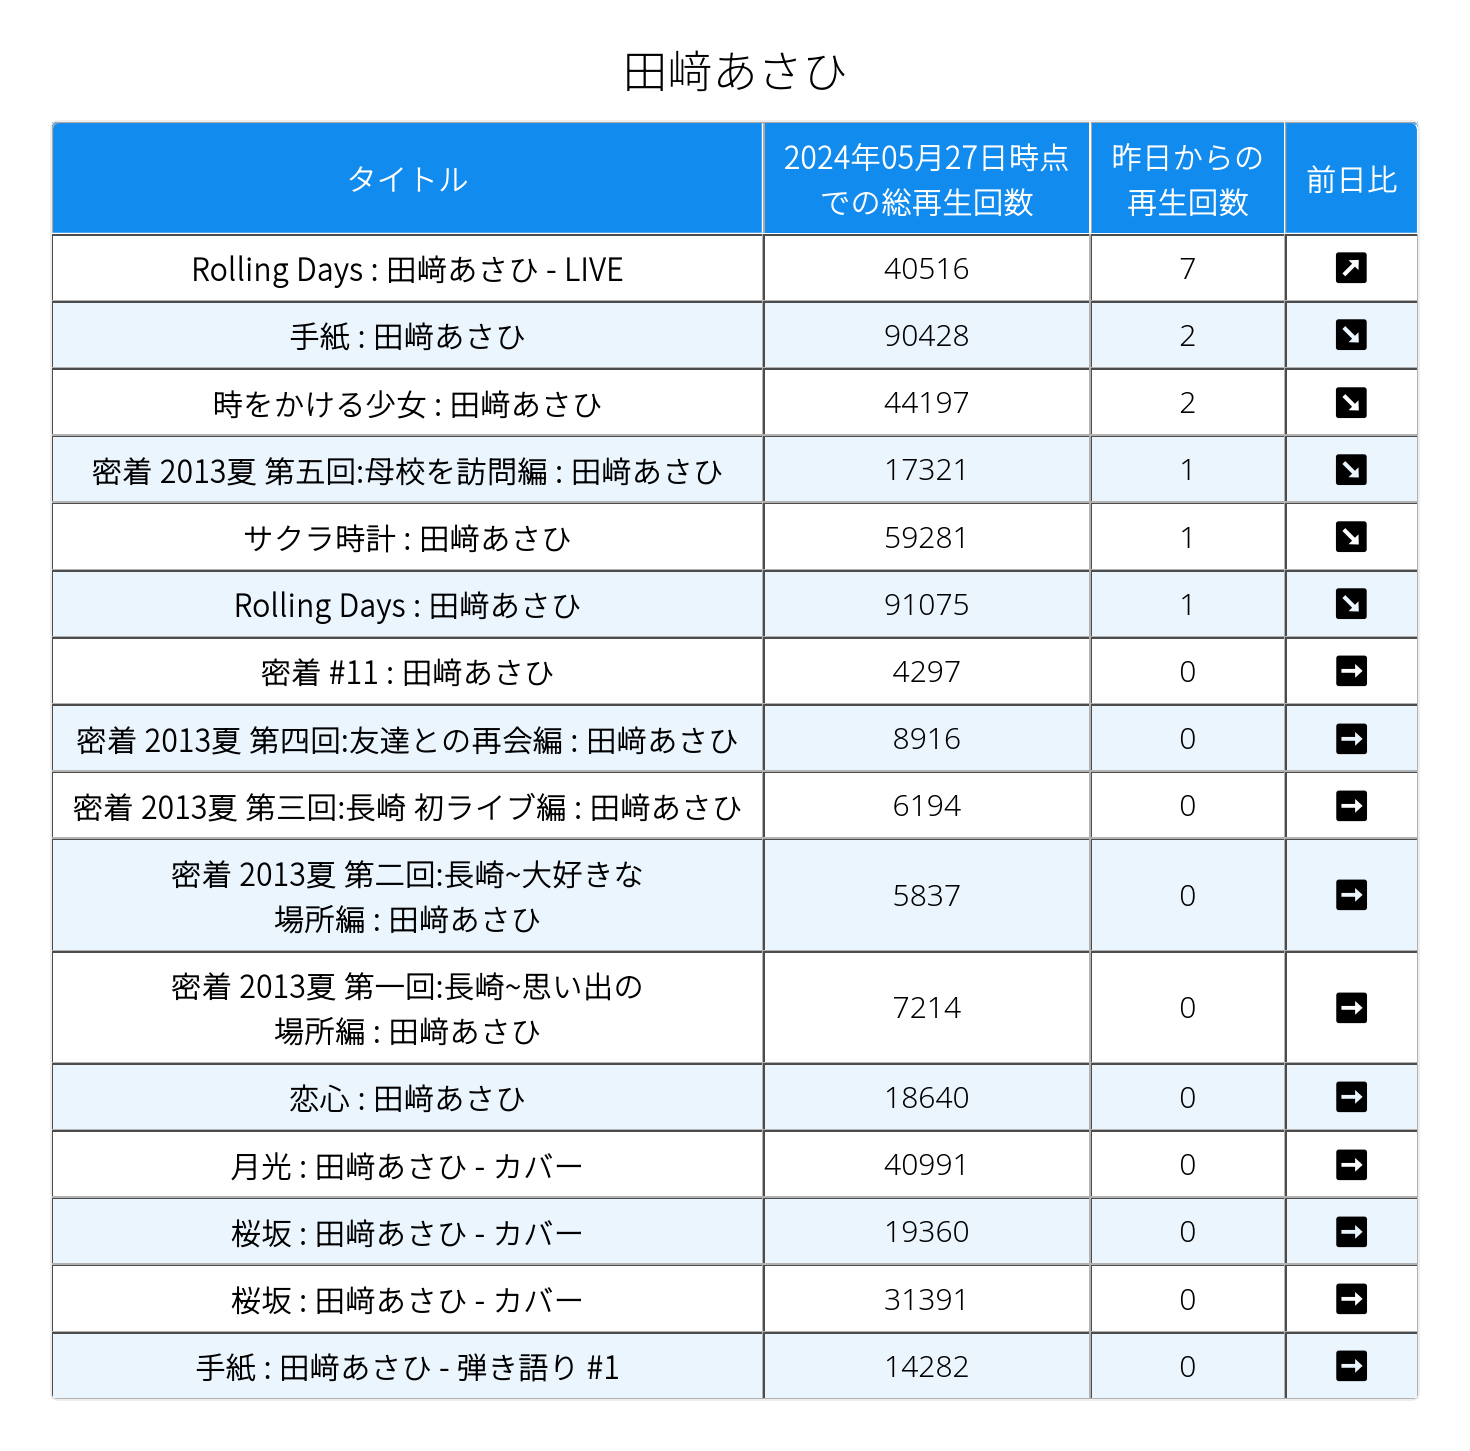 田﨑あさひ
タイトル
2024年05月27日時点
での総再生回数
昨日からの
再生回数
前日比
Rolling Days : 田﨑あさひ - LIVE 40516 7
手紙 : 田﨑あさひ 90428 2
時をかける少女 : 田﨑あさひ 44197 2
密着 2013夏 第五回:母校を訪問編 : 田﨑あさひ 17321 1
サクラ時計 : 田﨑あさひ 59281 1
Rolling Days : 田﨑あさひ 91075 1
密着 #11 : 田﨑あさひ 4297 0
密着 2013夏 第四回:友達との再会編 : 田﨑あさひ 8916 0
密着 2013夏 第三回:長崎 初ライブ編 : 田﨑あさひ 6194 0
密着 2013夏 第二回:長崎~大好きな
場所編 : 田﨑あさひ 5837 0
密着 2013夏 第一回:長崎~思い出の
場所編 : 田﨑あさひ 7214 0
恋心 : 田﨑あさひ 18640 0
月光 : 田﨑あさひ - カバー 40991 0
桜坂 : 田﨑あさひ - カバー 19360 0
桜坂 : 田﨑あさひ - カバー 31391 0
手紙 : 田﨑あさひ - 弾き語り #1 14282 0